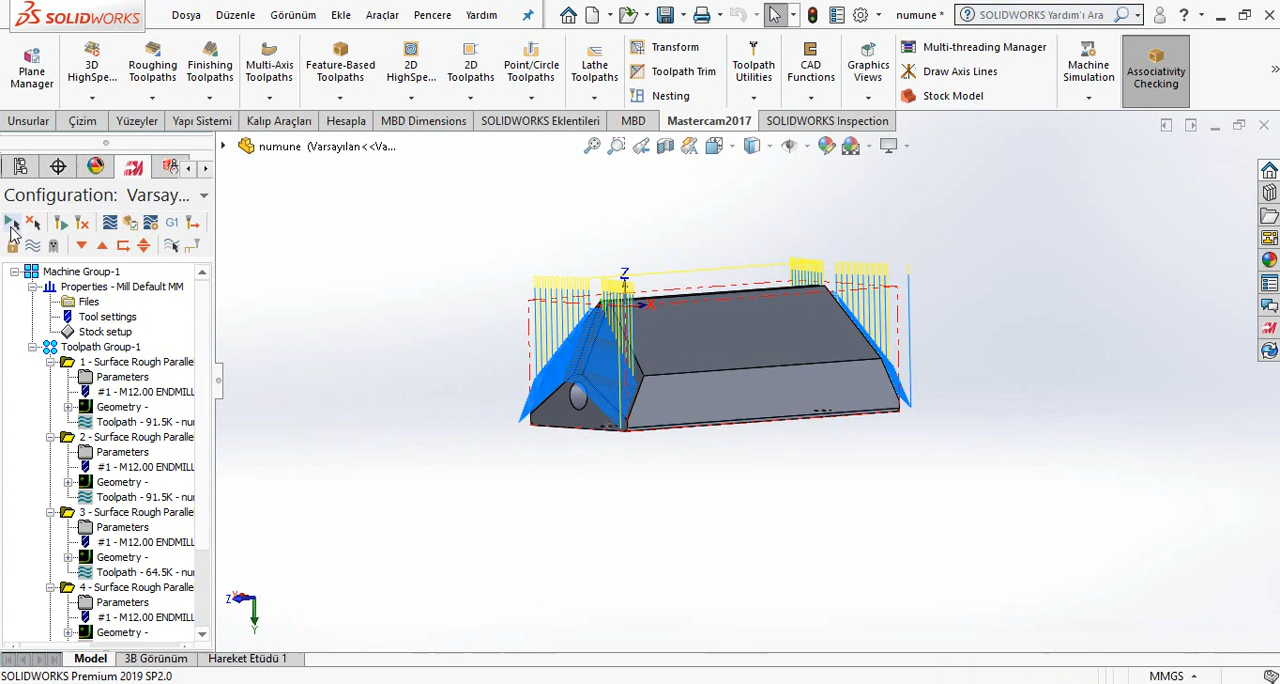 SOLIDWORKS
Dosya Düzenle Görünüm Ekle Araçlar Pencere Yardım
numune *
SOLIDWORKS Yardım'ı Ara
Plane Manager
3D HighSpe...
Roughing Toolpaths
Finishing Toolpaths
Multi-Axis Toolpaths
Feature-Based Toolpaths
2D HighSpe...
2D Toolpaths
Point/Circle Toolpaths
Lathe Toolpaths
Transform
Toolpath Trim
Nesting
Toolpath Utilities
CAD Functions
Graphics Views
Multi-threading Manager
Draw Axis Lines
Stock Model
Machine Simulation
Associativity Checking
Unsurlar Çizim Yüzeyler Yapı Sistemi Kalıp Araçları Hesapla MBD Dimensions SOLIDWORKS Eklentileri MBD Mastercam2017 SOLIDWORKS Inspection
numune (Varsayılan<<Va...
Configuration: Varsay...
G1
Machine Group-1
Properties - Mill Default MM
Files
Tool settings
Stock setup
Toolpath Group-1
1 - Surface Rough Paralle
Parameters
#1 - M12.00 ENDMILL
Geometry -
Toolpath - 91.5K - nu
2 - Surface Rough Paralle
Parameters
#1 - M12.00 ENDMILL
Geometry -
Toolpath - 91.5K - nu
3 - Surface Rough Paralle
Parameters
#1 - M12.00 ENDMILL
Geometry -
Toolpath - 64.5K - nu
4 - Surface Rough Paralle
Parameters
#1 - M12.00 ENDMILL
Geometry -
Z
X
Z
Y
Model 3B Görünüm Hareket Etüdü 1
SOLIDWORKS Premium 2019 SP2.0
MMGS